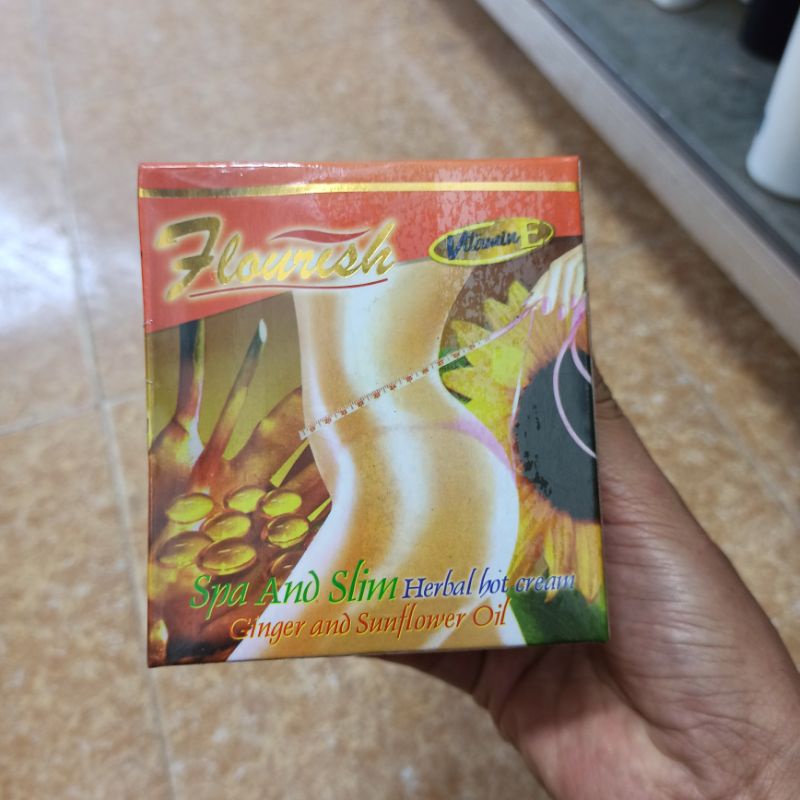 Flourish
Vitamin E
Spa And Slim Herbal hot cream
Ginger and Sunflower Oil